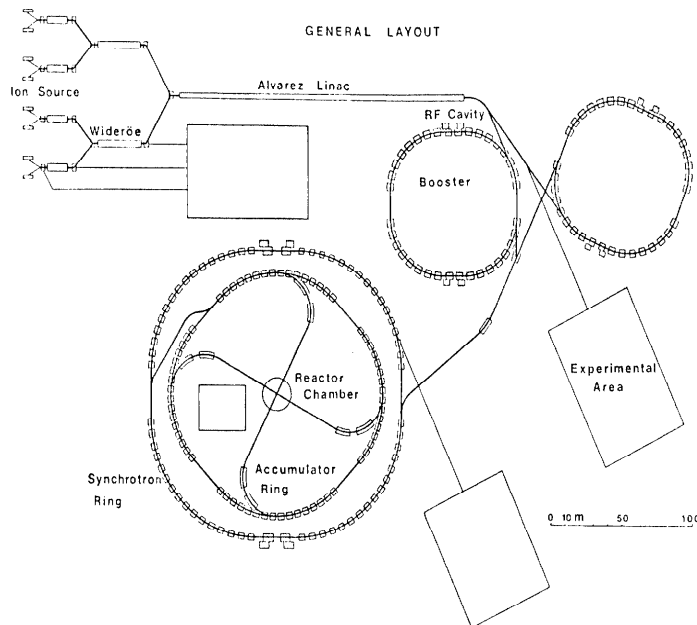 GENERAL LAYOUT
Ion Source
Alvarez Linac
Wideröe
RF Cavity
Booster
Experimental
Area
Reactor
Chamber
Accumulator
Ring
Synchrotron
Ring
0 10 m 50 100